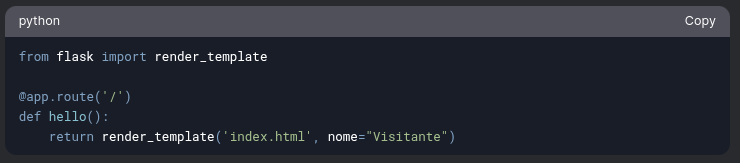 python Copy
from flask import render_template
@app.route('/')
def hello():
    return render_template('index.html', nome="Visitante")